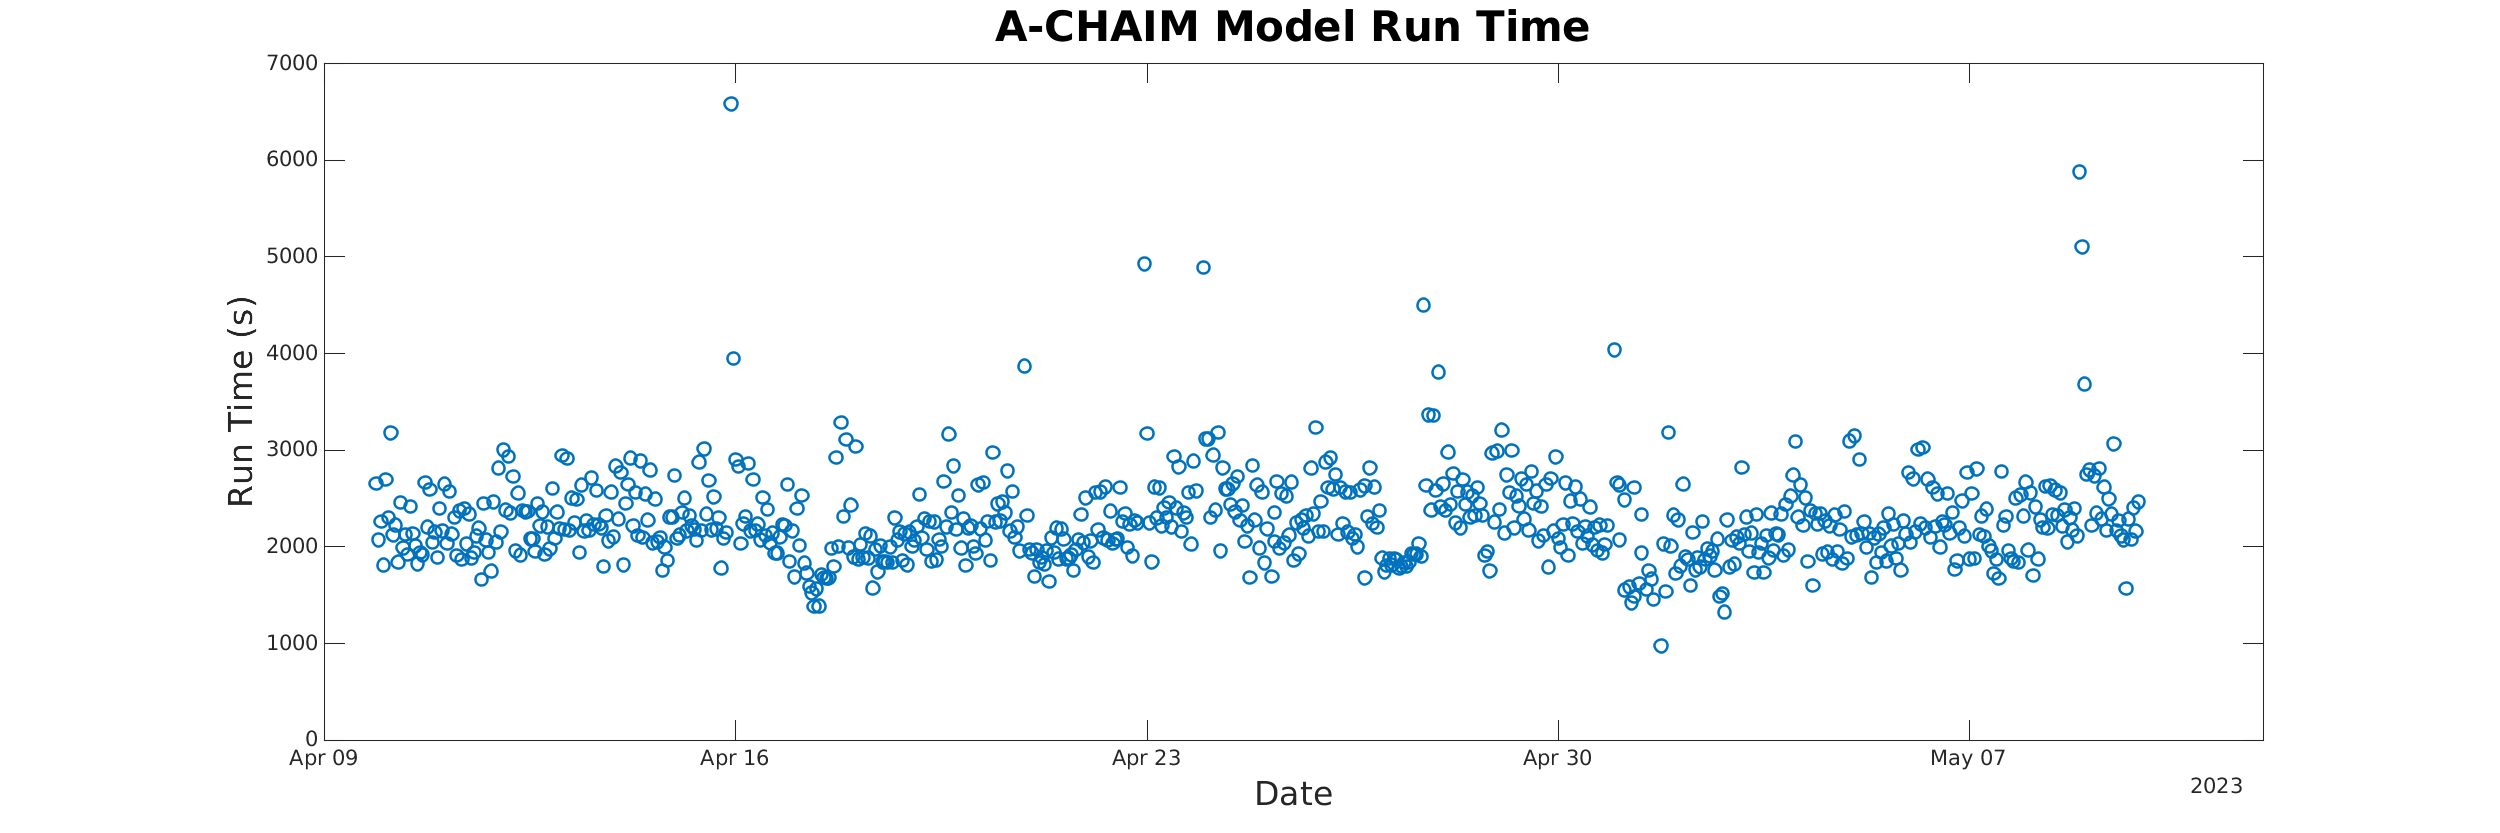 A-CHAIM Model Run Time
7000
6000
5000
4000
3000
2000
1000
0
Run Time (s)
Apr 09 Apr 16 Apr 23 Apr 30 May 07
2023
Date